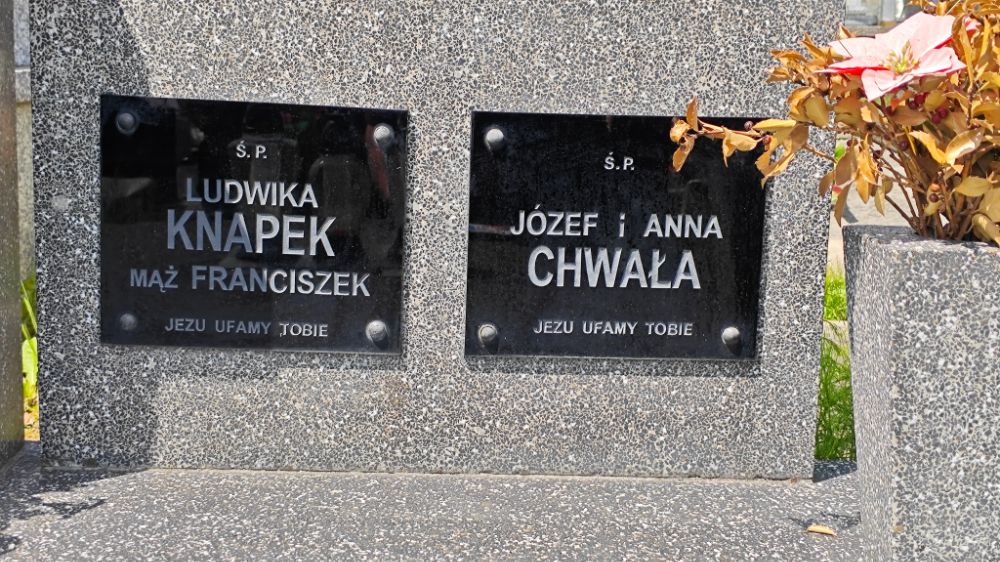 Ś. P.
LUDWIKA
KNAPEK
MĄŻ FRANCISZEK
JEZU UFAMY TOBIE
Ś.P.
JÓZEF i ANNA
CHWAŁA
JEZU UFAMY TOBIE